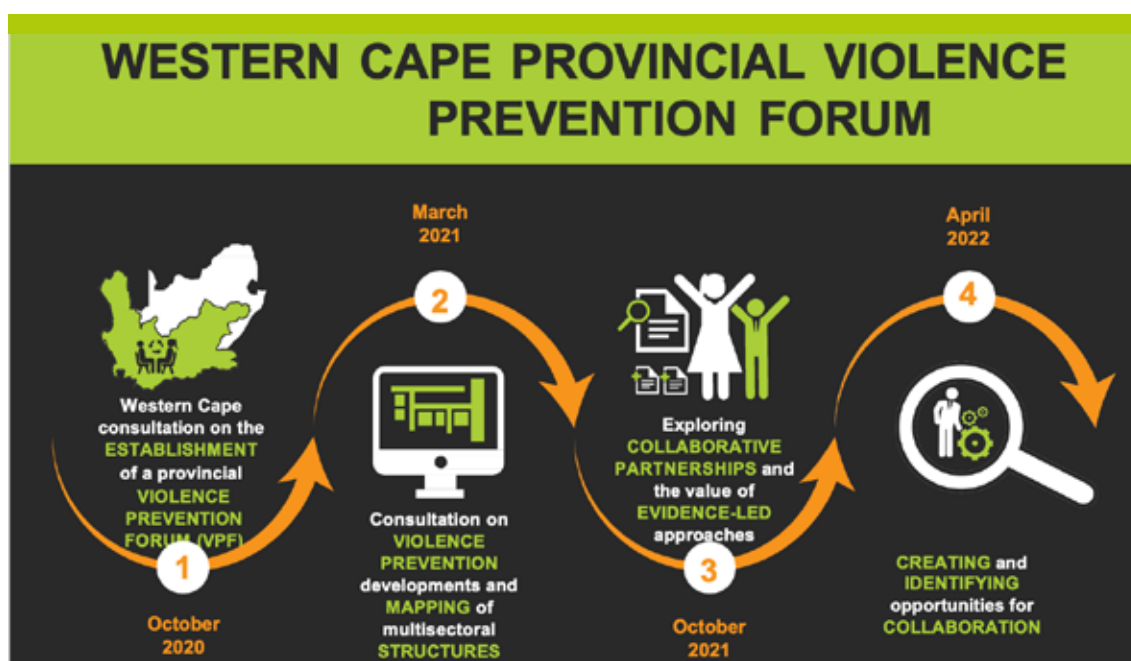 WESTERN CAPE PROVINCIAL VIOLENCE
PREVENTION FORUM
Western Cape
consultation on the
ESTABLISHMENT
of a provincial
VIOLENCE
PREVENTION
FORUM (VPF)
1
October
2020
March
2021
2
Consultation on
VIOLENCE
PREVENTION
developments and
MAPPING of
multisectoral
STRUCTURES
Exploring
COLLABORATIVE
PARTNERSHIPS and
the value of
EVIDENCE-LED
approaches
3
October
2021
April
2022
4
CREATING and
IDENTIFYING
opportunities for
COLLABORATION